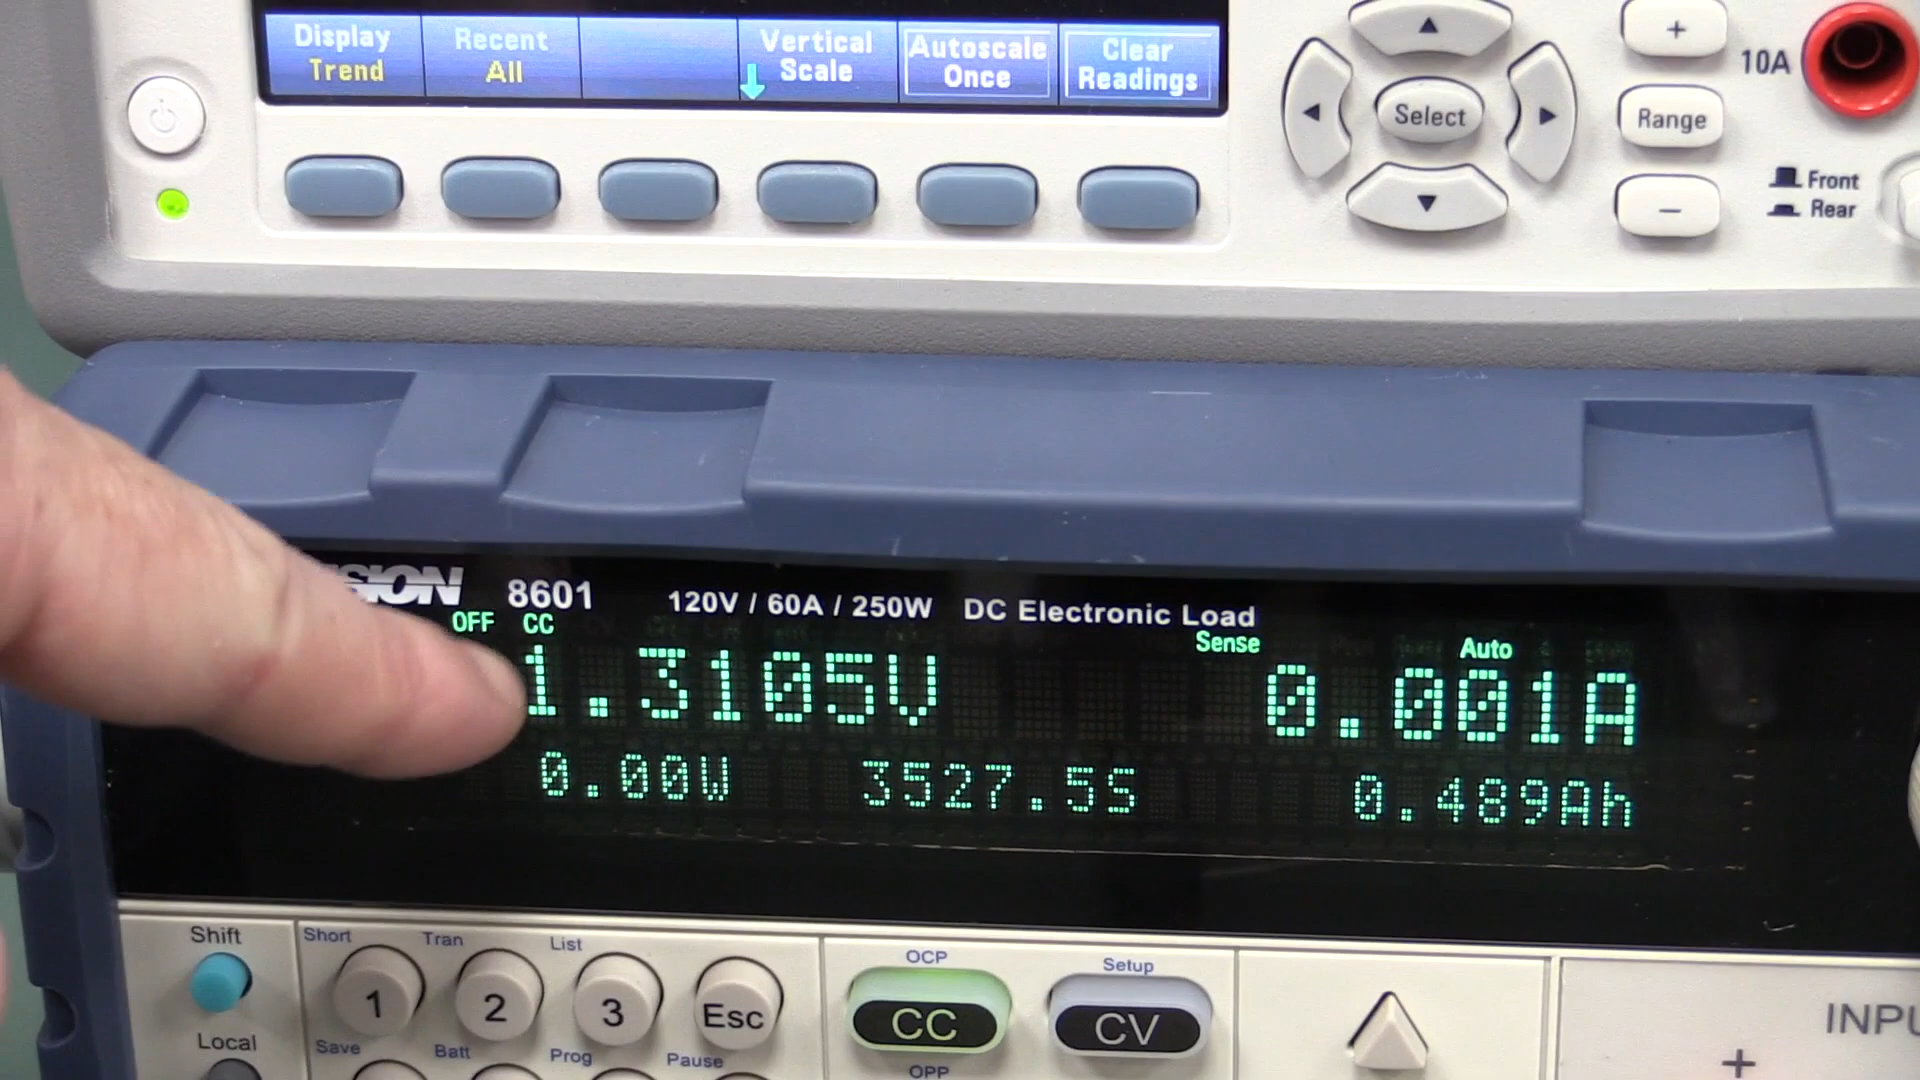 Display Trend
Recent All
Vertical Scale
Autoscale Once
Clear Readings
Select
+
Range
−
10A
Front
Rear
8601
120V / 60A / 250W DC Electronic Load
OFF CC
Sense
Auto
1.3105V
0.001A
0.00W
3527.5S
0.489Ah
Shift
Short
Tran
List
1
2
3
Esc
OCP
CC
Setup
CV
Local
Save
Batt
Prog
Pause
OPP
+